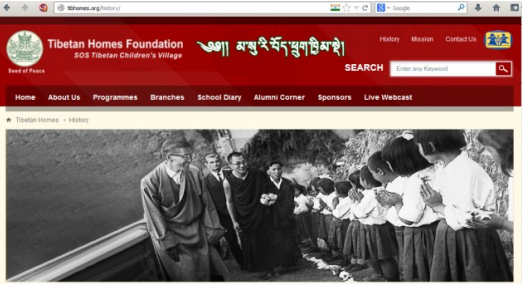 tibhomes.org/history/
Google
Tibetan Homes Foundation
SOS Tibetan Children's Village
Seed of Peace
༄༅།། མ་སུ་རི་བོད་ཕྲུག་ཁྱིམ་སྡེ།
History Mission Contact Us
SEARCH Enter any Keyword
Home About Us Programmes Branches School Diary Alumni Corner Sponsors Live Webcast
Tibetan Homes › History